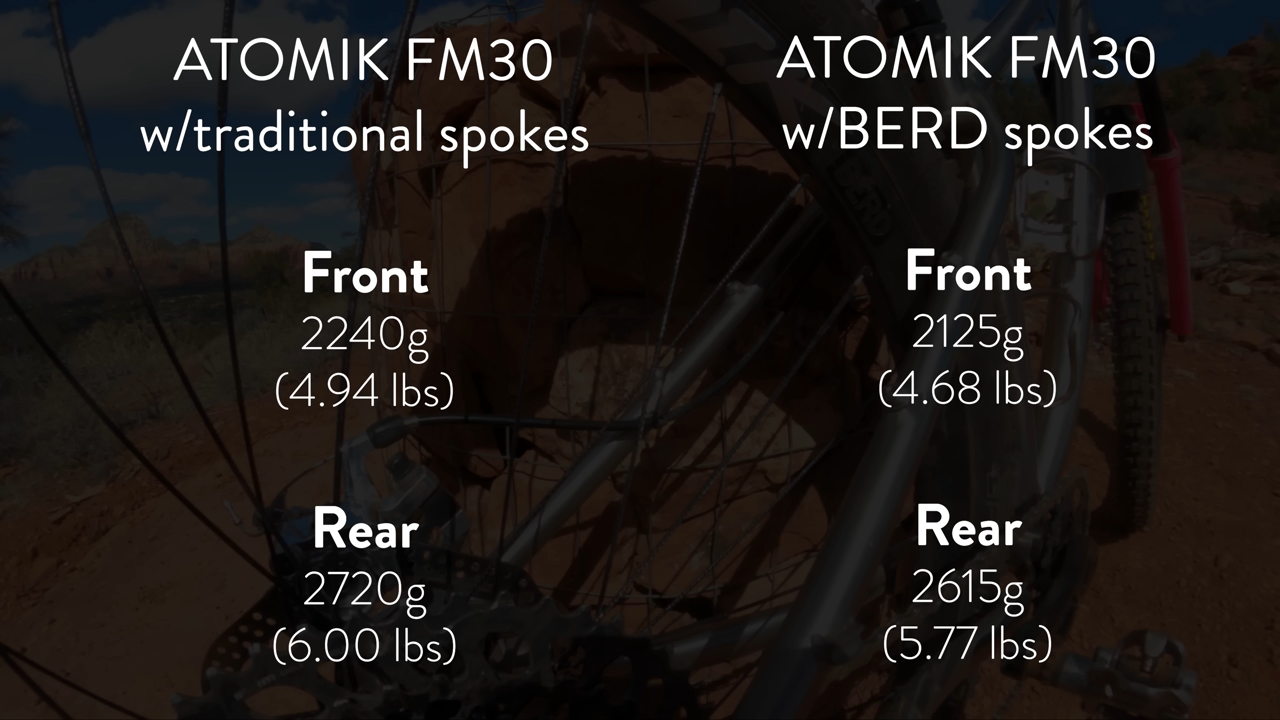 ATOMIK FM30
w/traditional spokes
Front
2240g
(4.94 lbs)
Rear
2720g
(6.00 lbs)
ATOMIK FM30
w/BERD spokes
Front
2125g
(4.68 lbs)
Rear
2615g
(5.77 lbs)